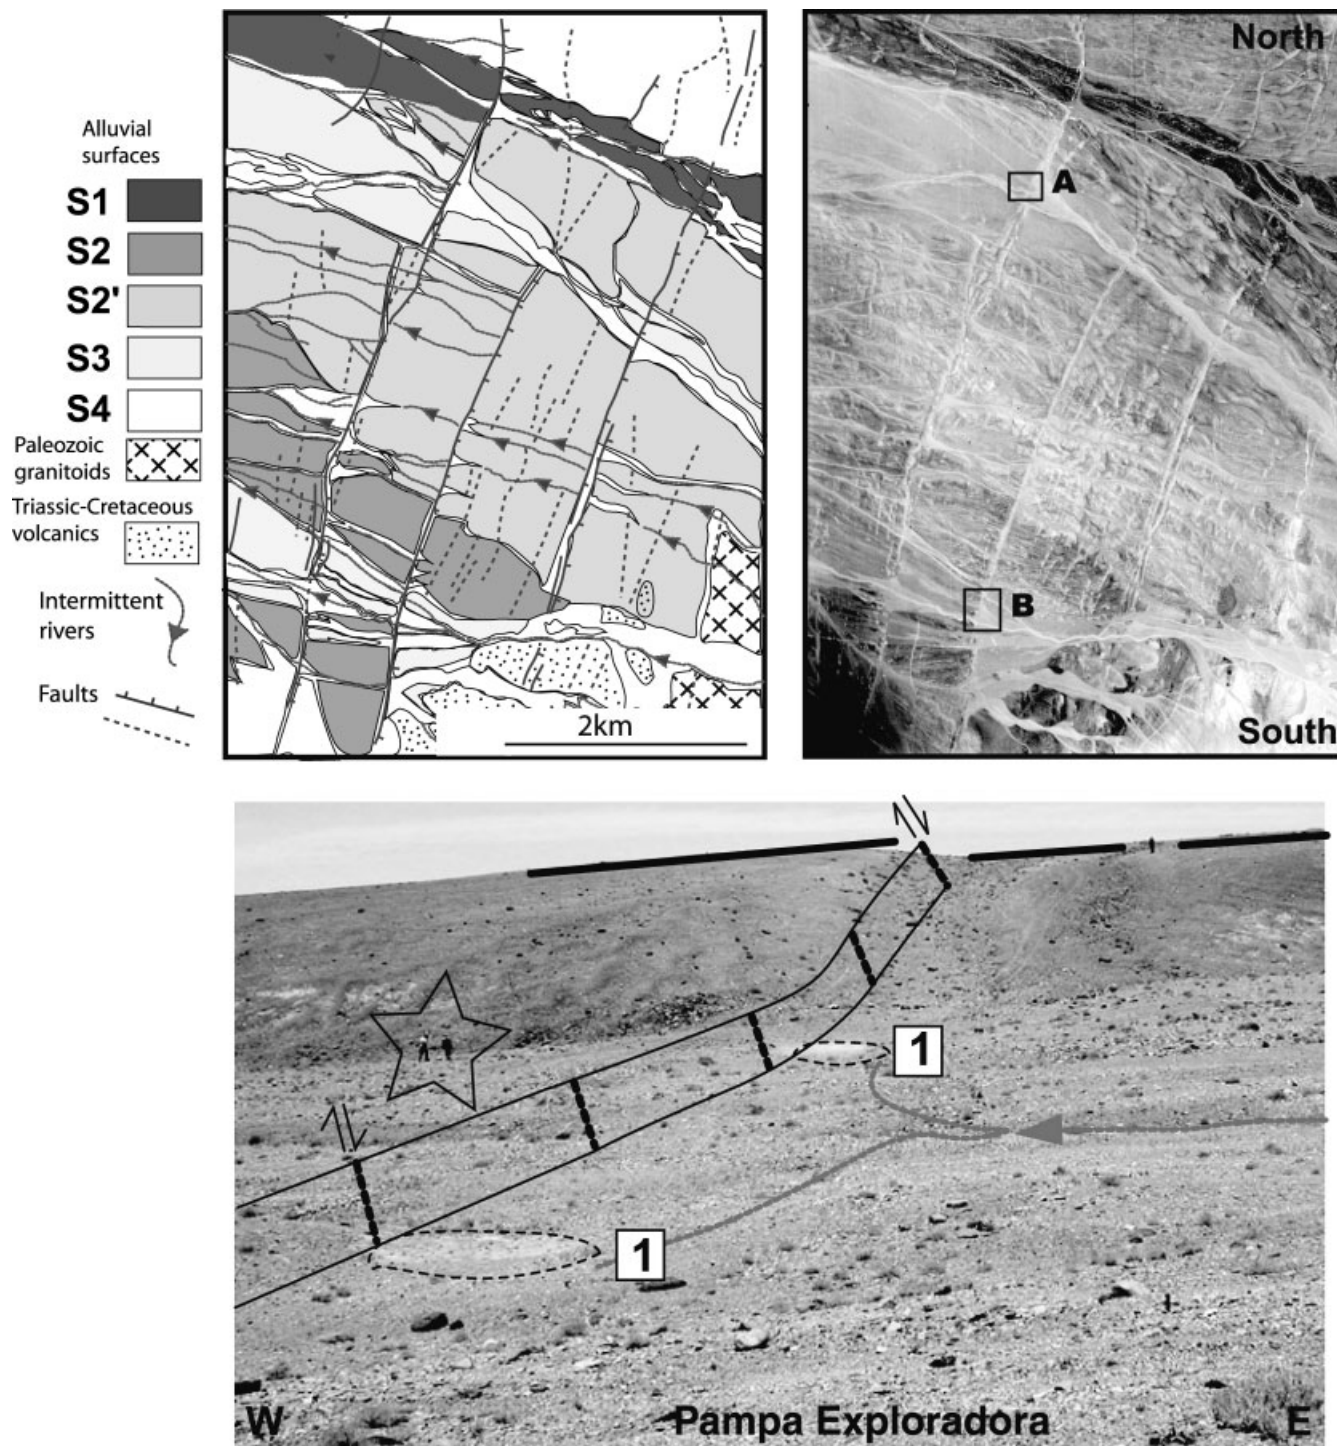 Alluvial
surfaces
S1
S2
S2'
S3
S4
Paleozoic
granitoids
Triassic-Cretaceous
volcanics
Intermittent
rivers
Faults
2km
North
A
B
South
1
1
W
Pampa Exploradora
E